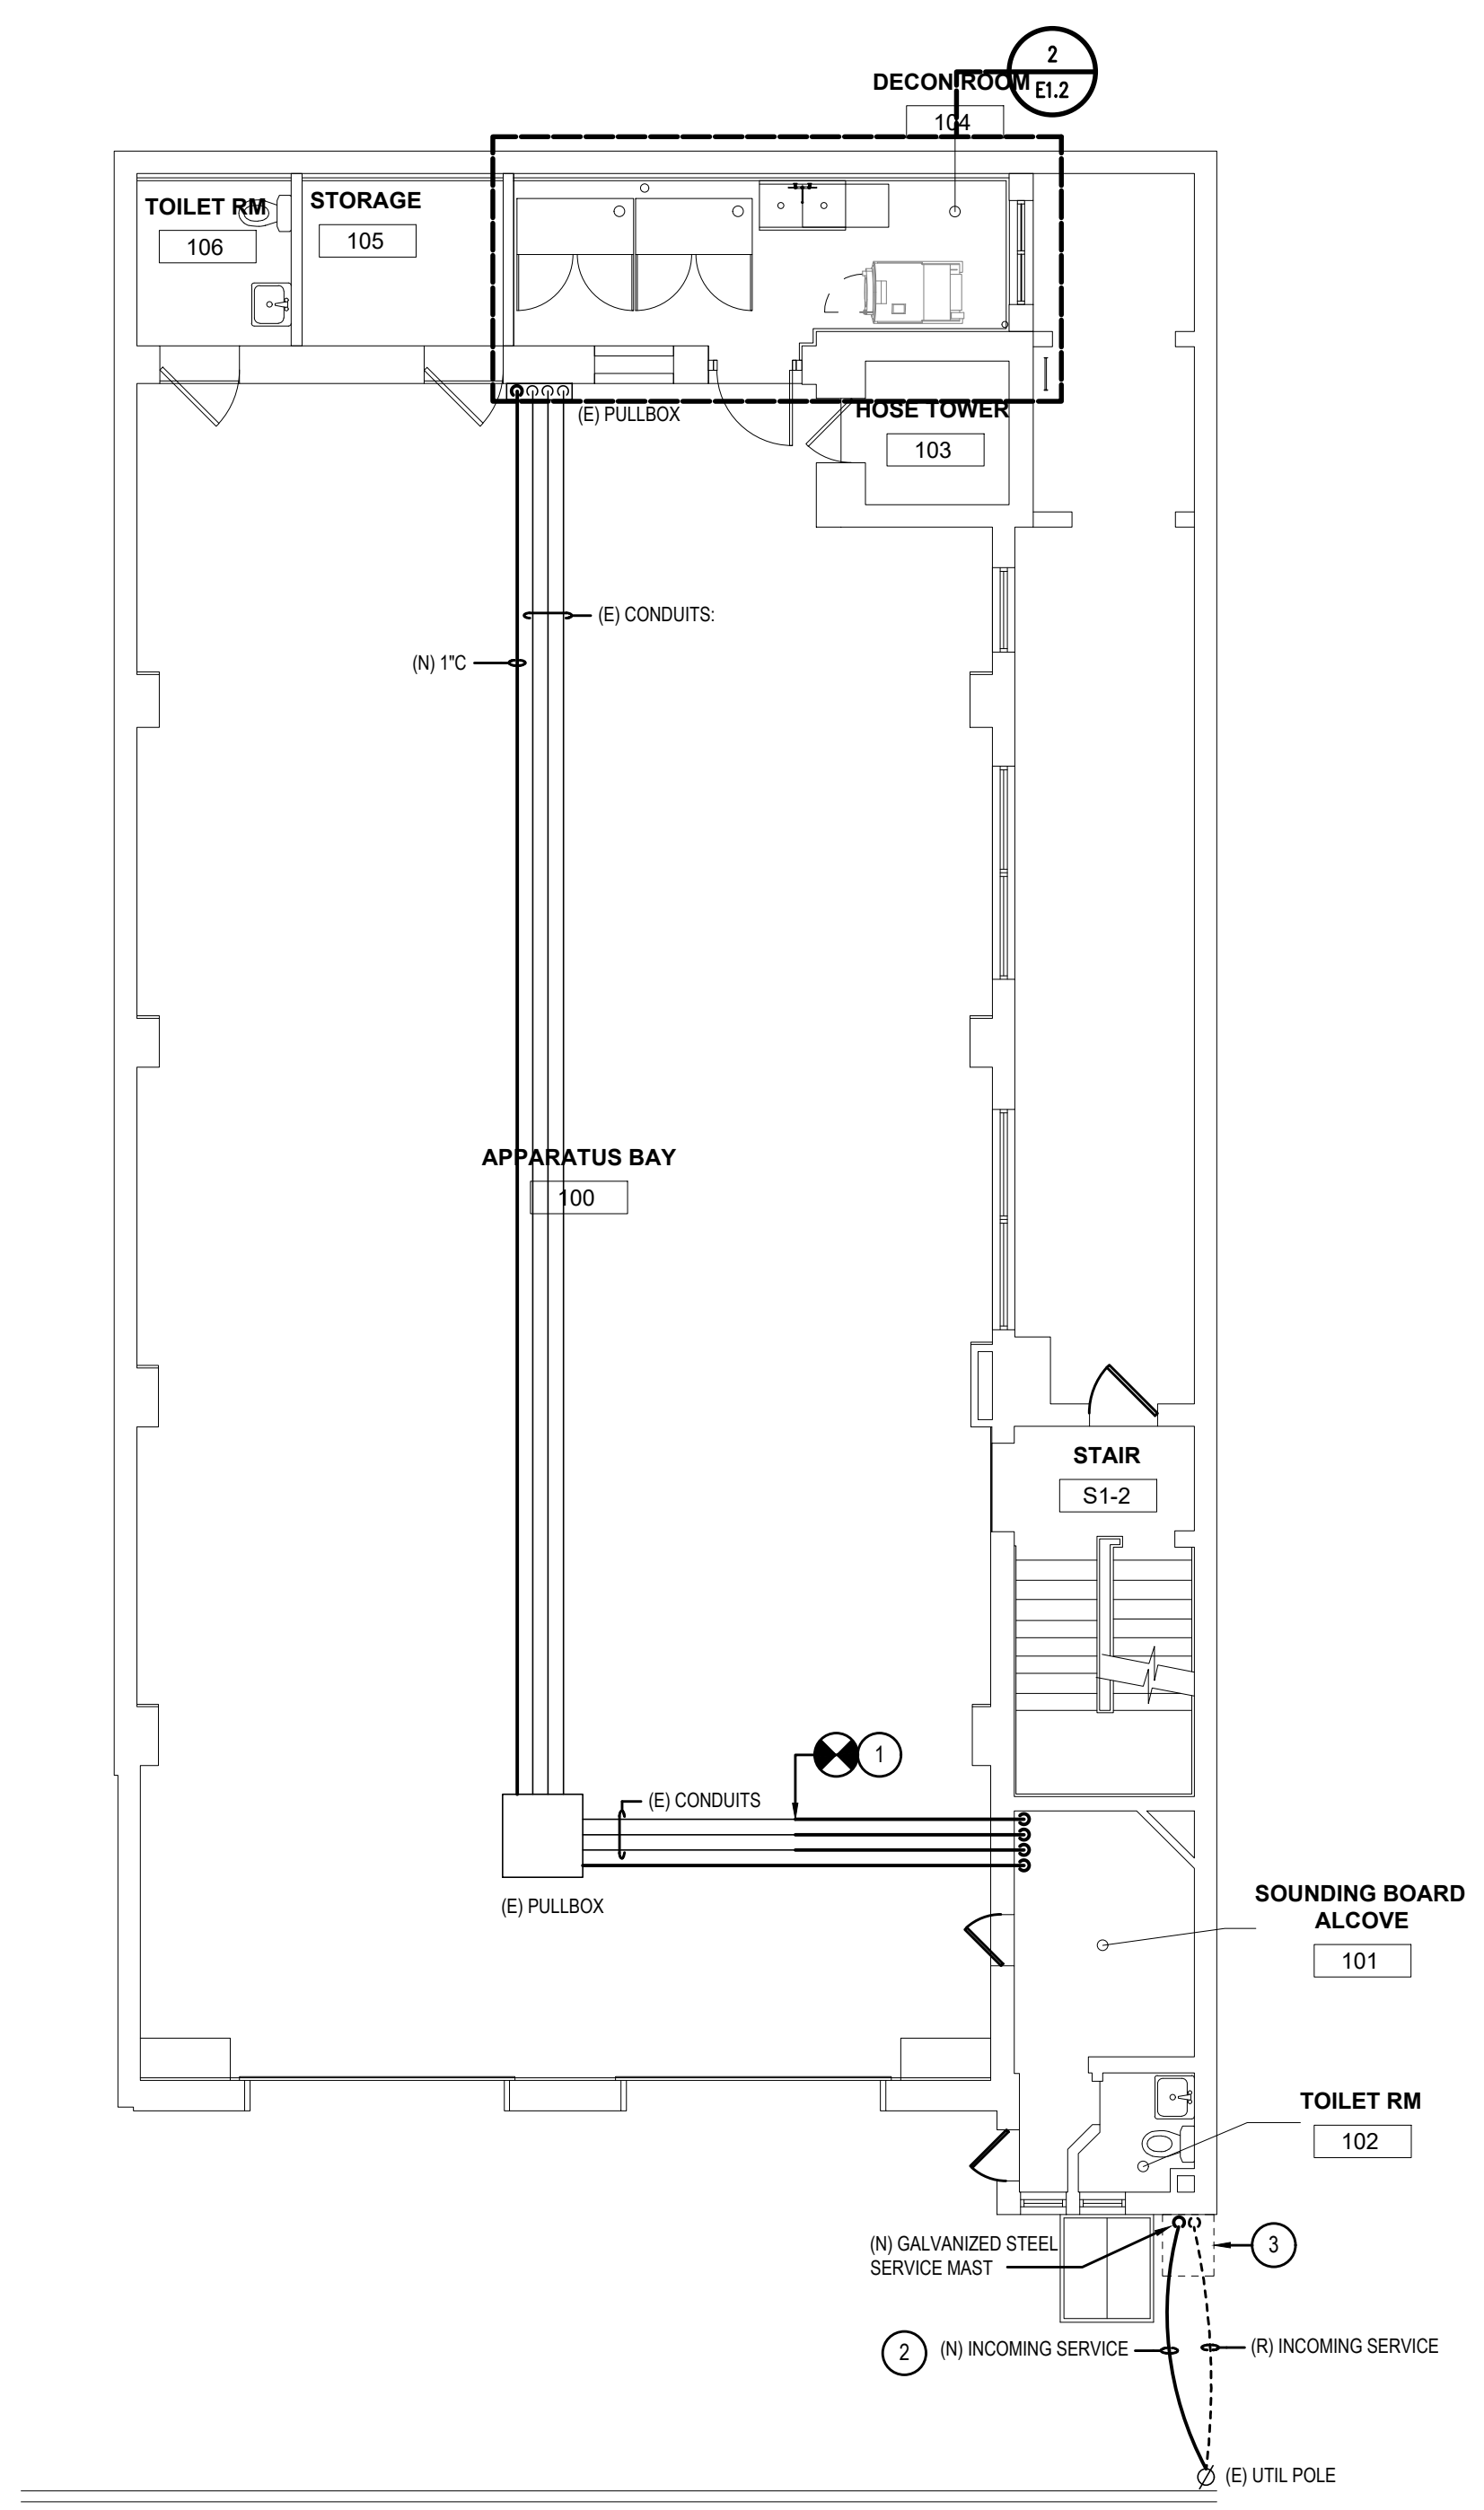 2
E1.2
DECON ROOM
104
TOILET RM
106
STORAGE
105
(E) PULLBOX
HOSE TOWER
103
(E) CONDUITS:
(N) 1"C
APPARATUS BAY
100
STAIR
S1-2
1
(E) CONDUITS
(E) PULLBOX
SOUNDING BOARD
ALCOVE
101
TOILET RM
102
(N) GALVANIZED STEEL
SERVICE MAST
3
2
(N) INCOMING SERVICE
(R) INCOMING SERVICE
(E) UTIL POLE